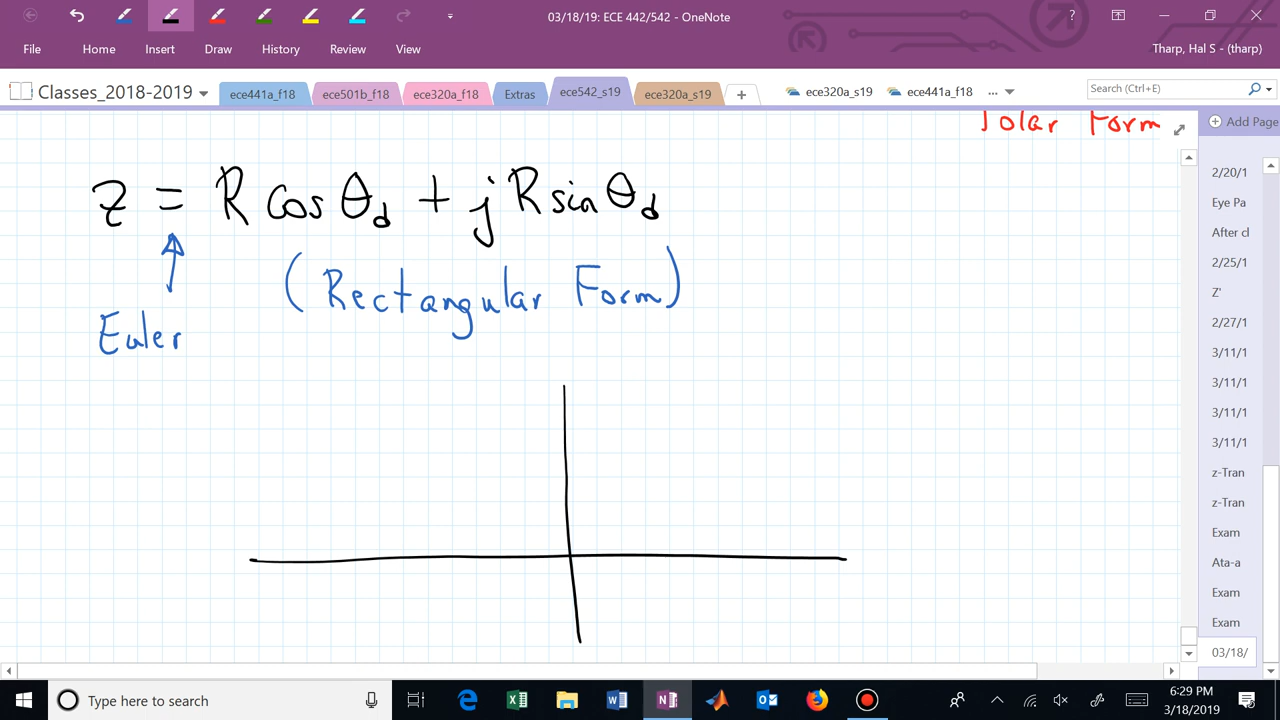 03/18/19: ECE 442/542 - OneNote
?
File Home Insert Draw History Review View
Tharp, Hal S - (tharp)
Classes_2018-2019
ece441a_f18 ece501b_f18 ece320a_f18 Extras ece542_s19 ece320a_s19 + ece320a_s19 ece441a_f18 ...
Search (Ctrl+E)
Polar Form
Add Page
z = R cos θd + j R sin θd
(Rectangular Form)
Euler
2/20/1
Eye Pa
After cl
2/25/1
Z'
2/27/1
3/11/1
3/11/1
3/11/1
3/11/1
z-Tran
z-Tran
Exam
Ata-a
Exam
Exam
03/18/
Type here to search
6:29 PM
3/18/2019